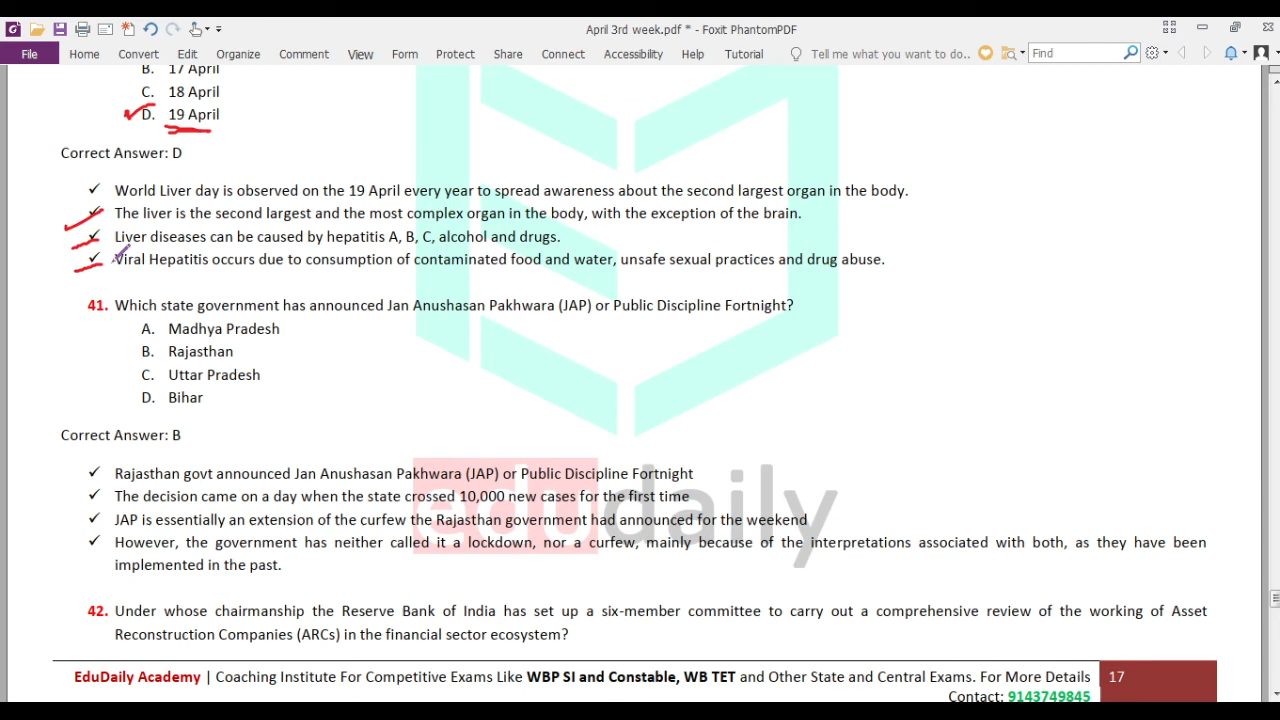 April 3rd week.pdf * - Foxit PhantomPDF
File Home Convert Edit Organize Comment View Form Protect Share Connect Accessibility Help Tutorial Tell me what you want to do.. Find
B. 17 April
C. 18 April
D. 19 April
Correct Answer: D
World Liver day is observed on the 19 April every year to spread awareness about the second largest organ in the body.
The liver is the second largest and the most complex organ in the body, with the exception of the brain.
Liver diseases can be caused by hepatitis A, B, C, alcohol and drugs.
Viral Hepatitis occurs due to consumption of contaminated food and water, unsafe sexual practices and drug abuse.
41. Which state government has announced Jan Anushasan Pakhwara (JAP) or Public Discipline Fortnight?
A. Madhya Pradesh
B. Rajasthan
C. Uttar Pradesh
D. Bihar
Correct Answer: B
edudaily
Rajasthan govt announced Jan Anushasan Pakhwara (JAP) or Public Discipline Fortnight
The decision came on a day when the state crossed 10,000 new cases for the first time
JAP is essentially an extension of the curfew the Rajasthan government had announced for the weekend
However, the government has neither called it a lockdown, nor a curfew, mainly because of the interpretations associated with both, as they have been
implemented in the past.
42. Under whose chairmanship the Reserve Bank of India has set up a six-member committee to carry out a comprehensive review of the working of Asset
Reconstruction Companies (ARCs) in the financial sector ecosystem?
EduDaily Academy | Coaching Institute For Competitive Exams Like WBP SI and Constable, WB TET and Other State and Central Exams. For More Details 17
Contact: 9143749845